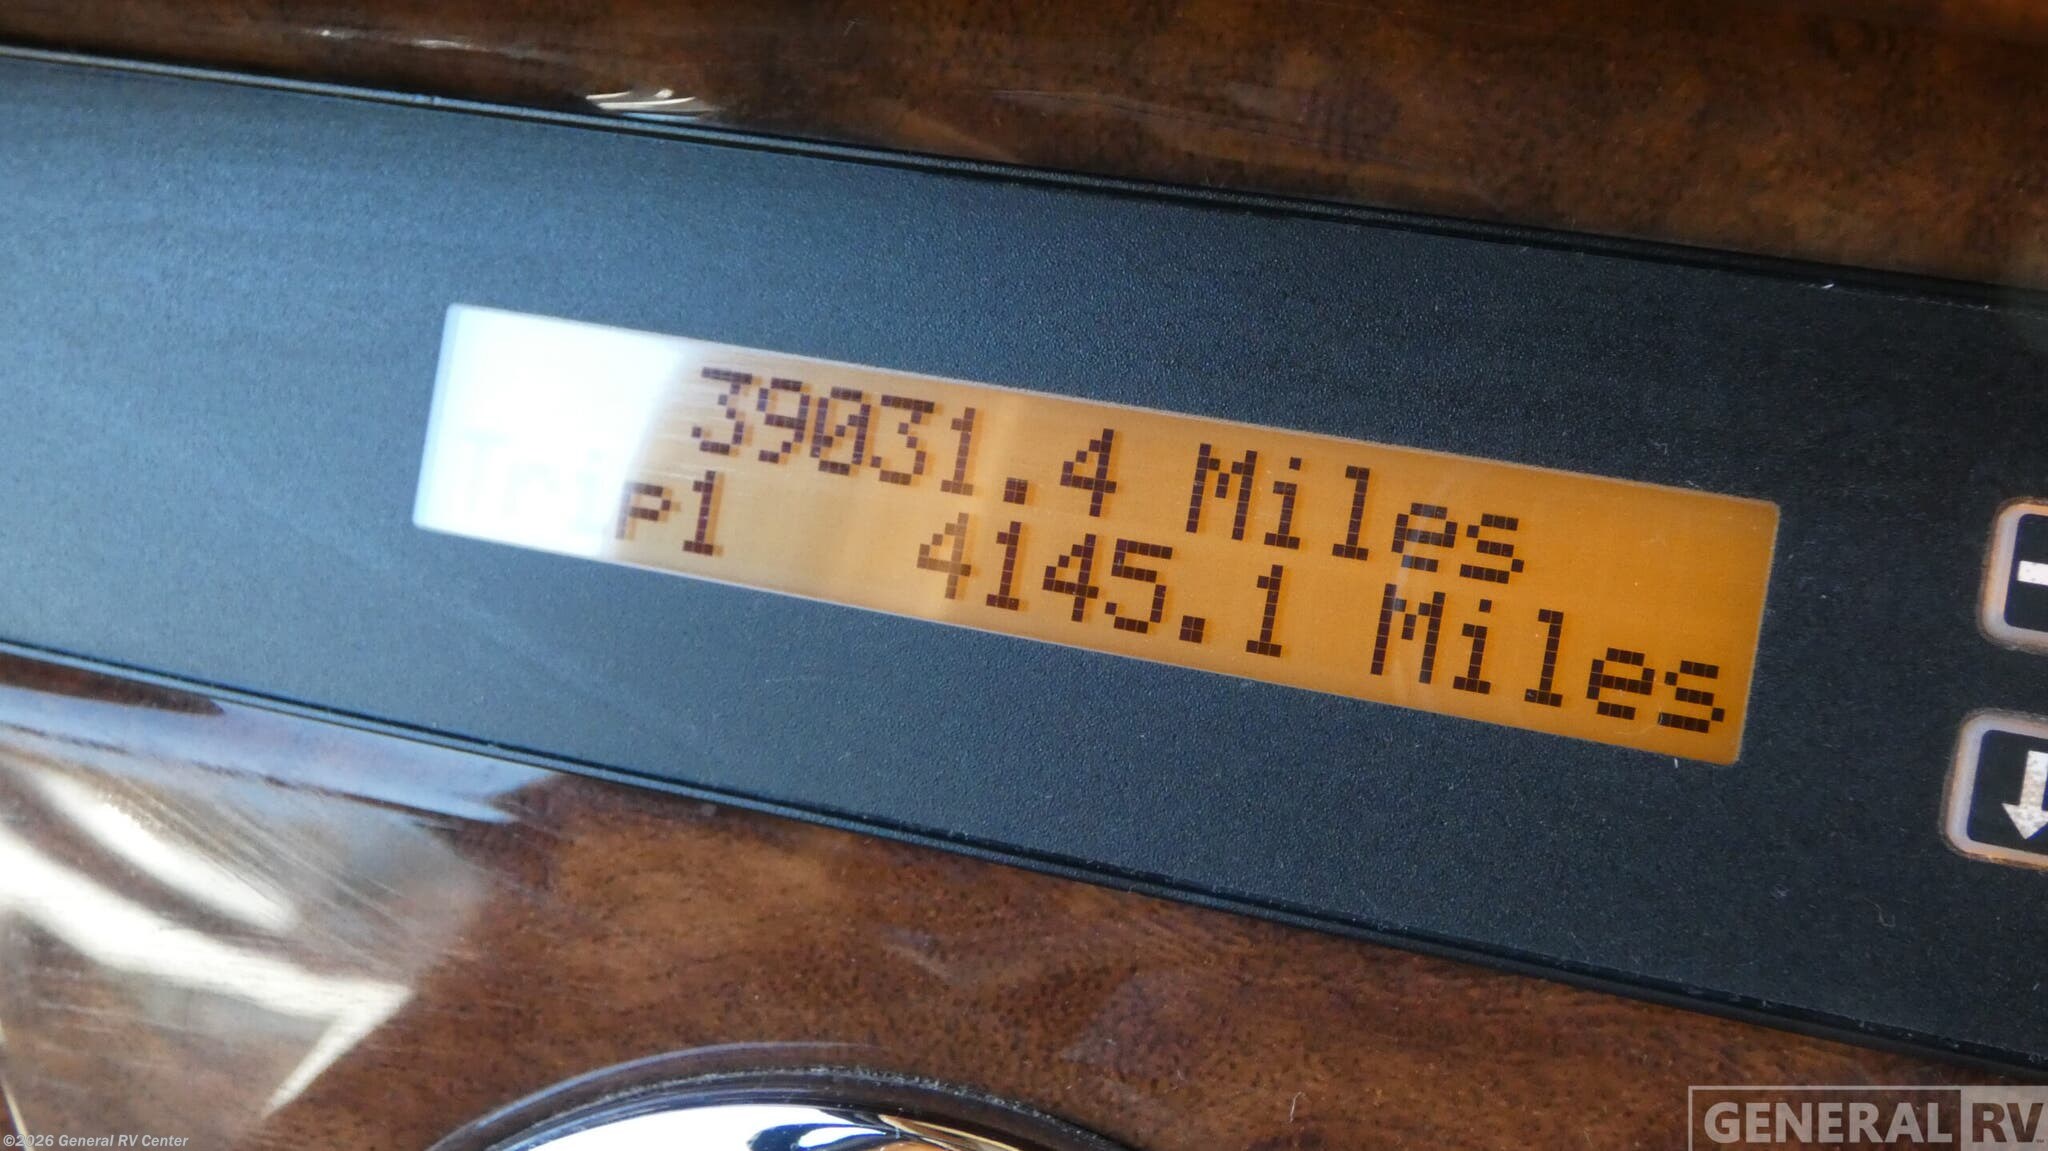 39031.4 Miles
Trip1 4145.1 Miles
©2026 General RV Center
GENERAL RV